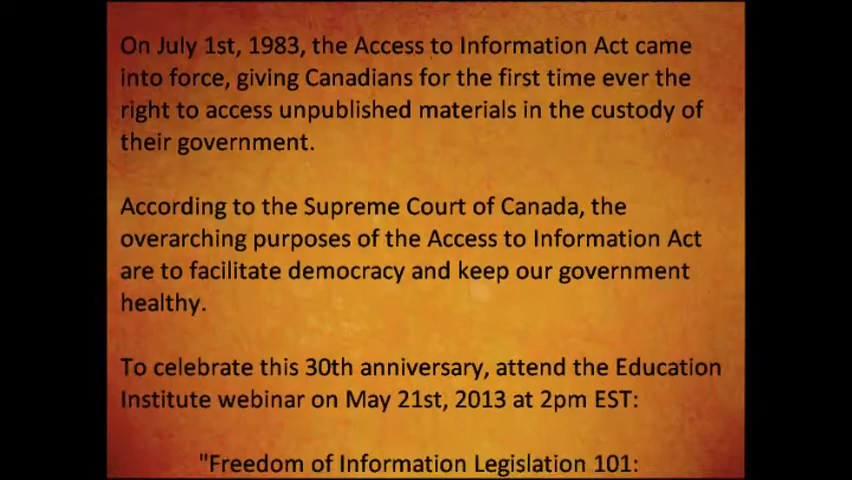 On July 1st, 1983, the Access to Information Act came
into force, giving Canadians for the first time ever the
right to access unpublished materials in the custody of
their government.
According to the Supreme Court of Canada, the
overarching purposes of the Access to Information Act
are to facilitate democracy and keep our government
healthy.
To celebrate this 30th anniversary, attend the Education
Institute webinar on May 21st, 2013 at 2pm EST:
"Freedom of Information Legislation 101: